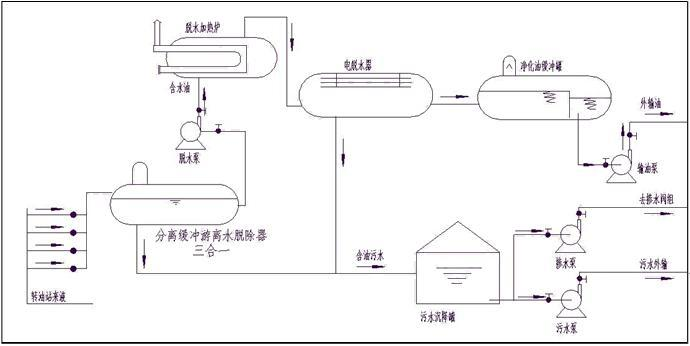 脱水加热炉
电脱水器
净化油缓冲罐
含水油
外输油
脱水泵
输油泵
去掺水阀组
分离缓冲游离水脱除器
三合一
含油污水
掺水泵
污水外输
转油站来液
污水沉降罐
污水泵